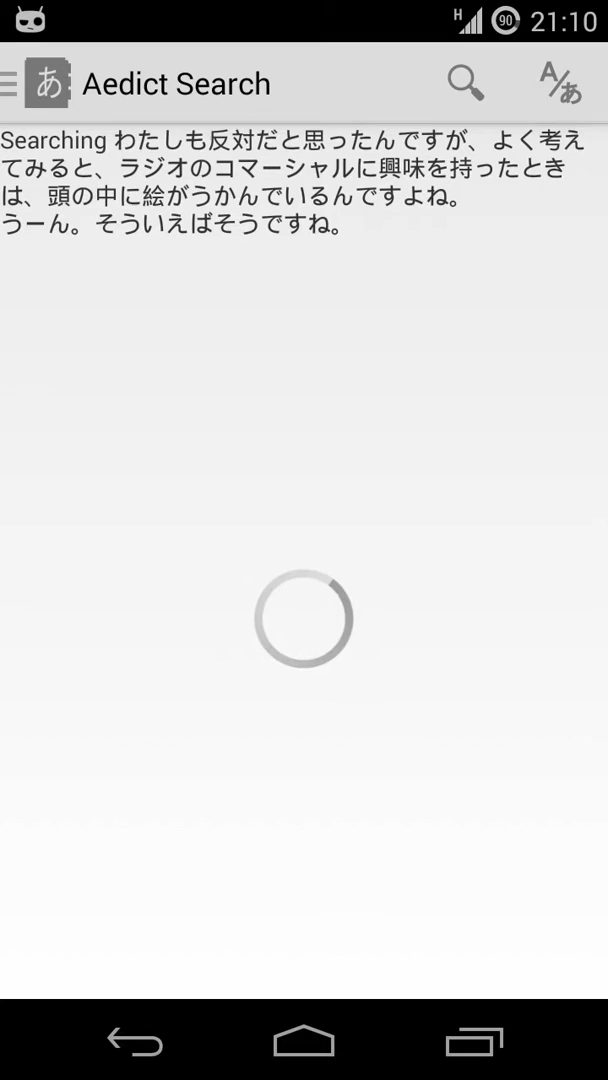 90 21:10
あ Aedict Search A/あ
Searching わたしも反対だと思ったんですが、よく考え
てみると、ラジオのコマーシャルに興味を持ったとき
は、頭の中に絵がうかんでいるんですよね。
うーん。そういえばそうですね。